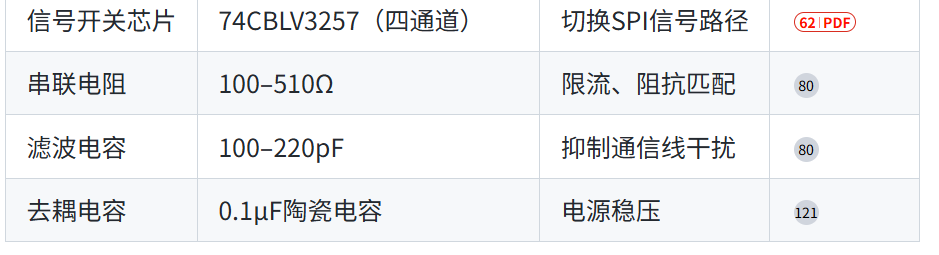 信号开关芯片 74CBLV3257（四通道） 切换SPI信号路径 62 PDF
串联电阻 100–510Ω 限流、阻抗匹配 80
滤波电容 100–220pF 抑制通信线干扰 80
去耦电容 0.1μF陶瓷电容 电源稳压 121